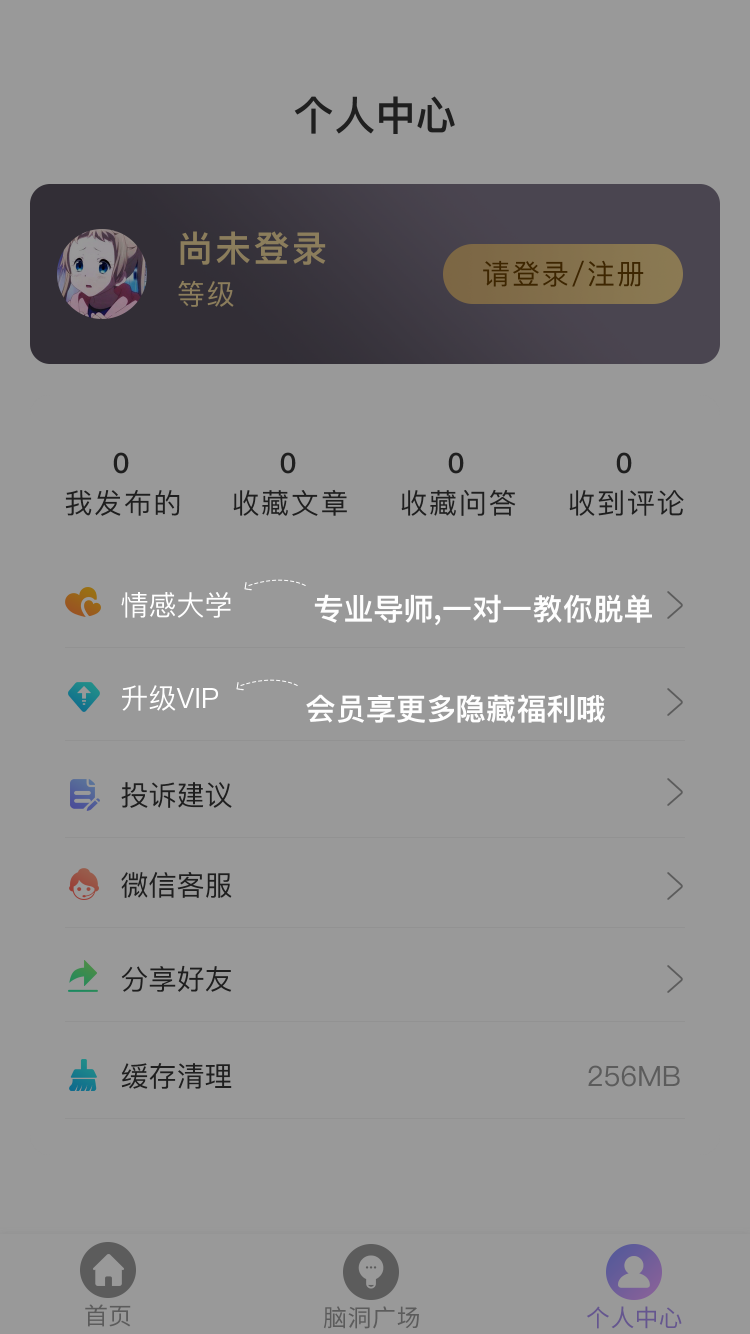 个人中心
尚未登录
等级
请登录/注册
0 0 0 0
我发布的 收藏文章 收藏问答 收到评论
情感大学 专业导师,一对一教你脱单
升级VIP 会员享更多隐藏福利哦
投诉建议
微信客服
分享好友
缓存清理 256MB
首页 脑洞广场 个人中心